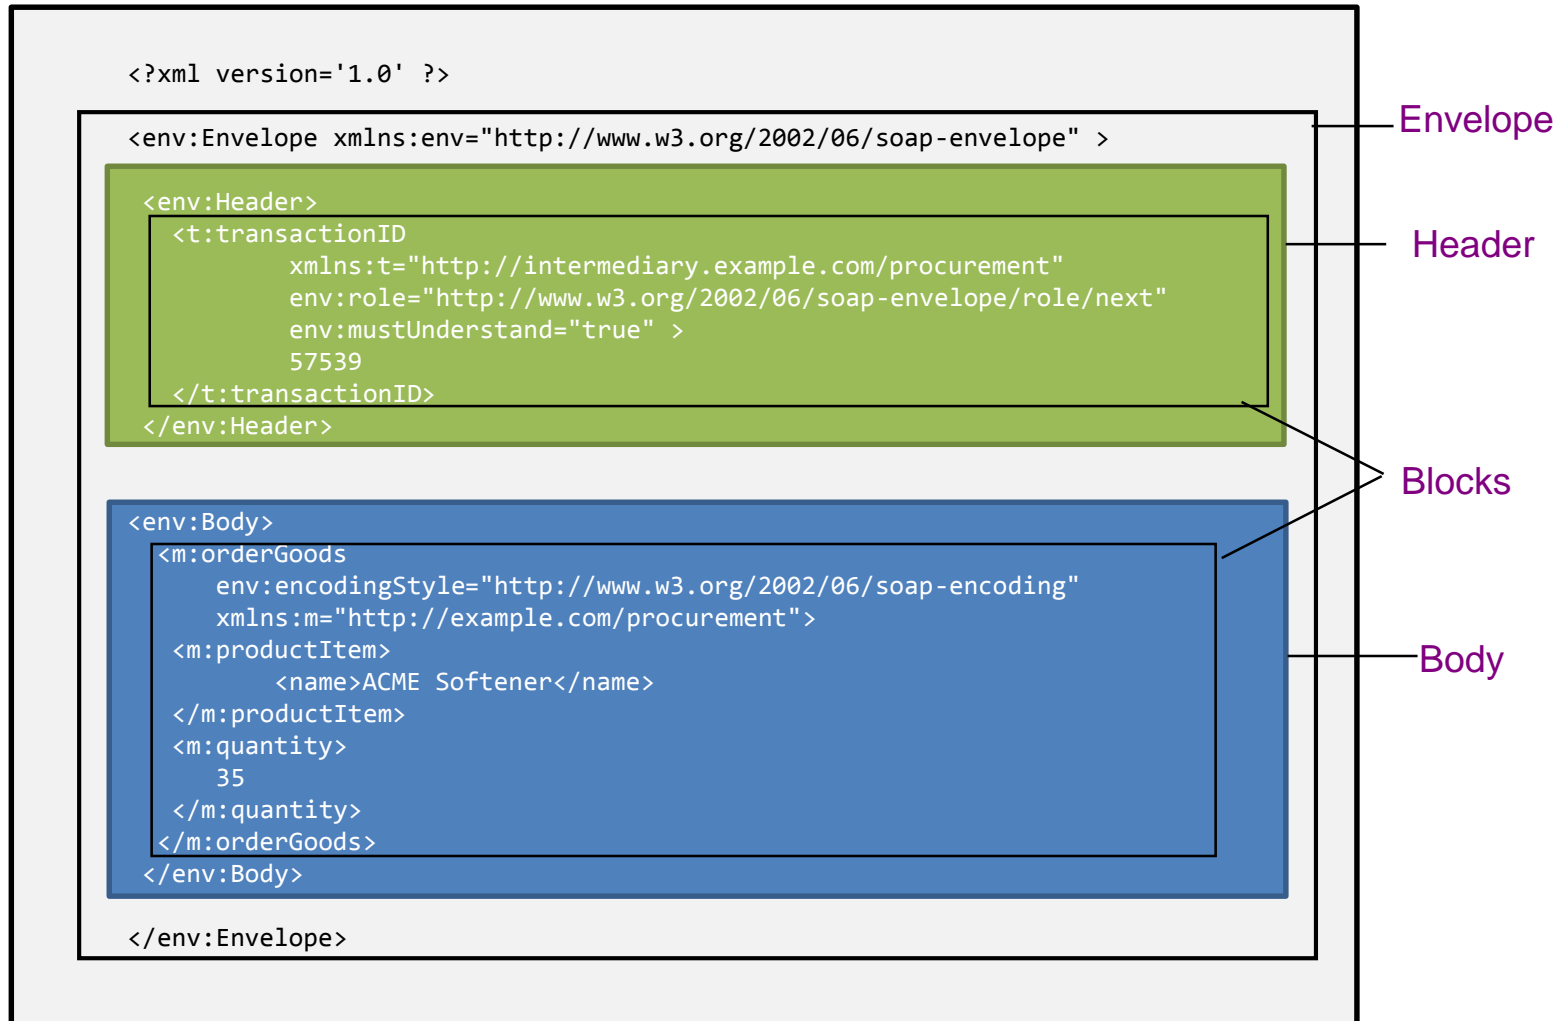 <?xml version='1.0' ?>
<env:Envelope xmlns:env="http://www.w3.org/2002/06/soap-envelope" >
Envelope
<env:Header>
<t:transactionID
Header
xmlns:t="http://intermediary.example.com/procurement"
env:role="http://www.w3.org/2002/06/soap-envelope/role/next"
env:mustUnderstand="true" >
57539
</t:transactionID>
</env:Header>
Blocks
<env:Body>
<m:orderGoods
env:encodingStyle="http://www.w3.org/2002/06/soap-encoding"
xmlns:m="http://example.com/procurement">
<m:productItem>
Body
<name>ACME Softener</name>
</m:productItem>
<m:quantity>
35
</m:quantity>
</m:orderGoods>
</env:Body>
</env:Envelope>